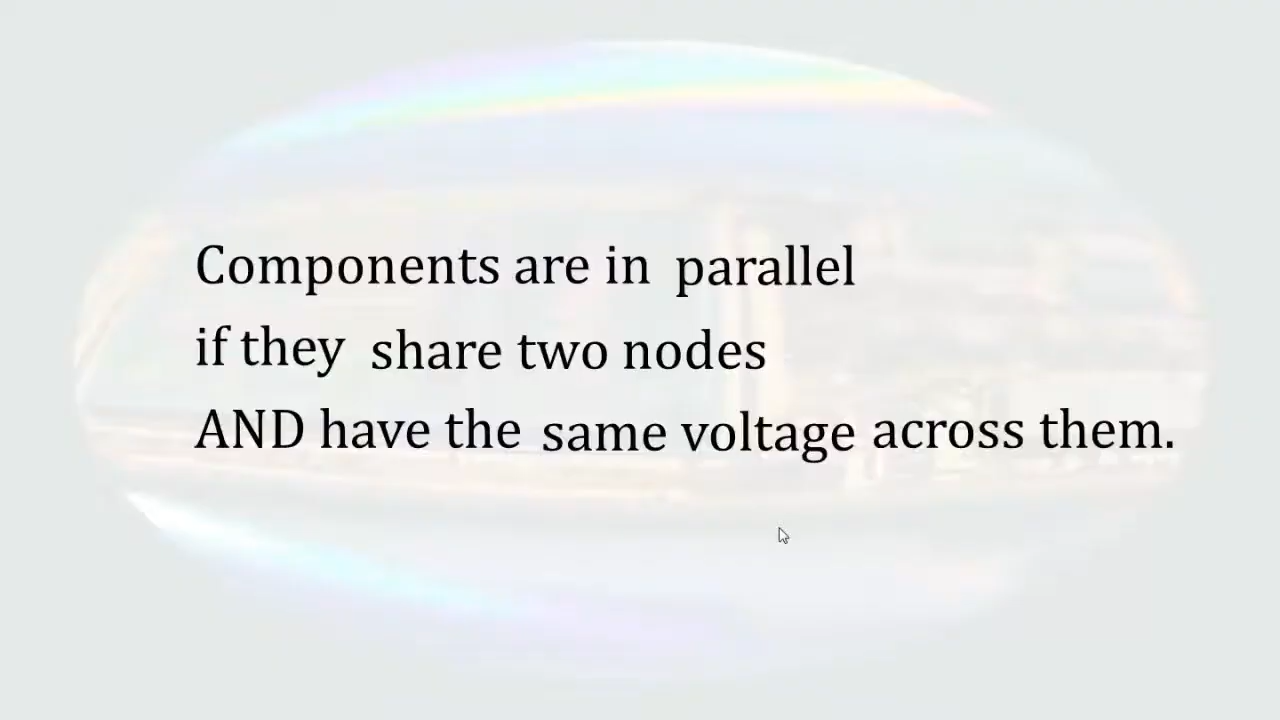 Components are in parallel
if they share two nodes
AND have the same voltage across them.